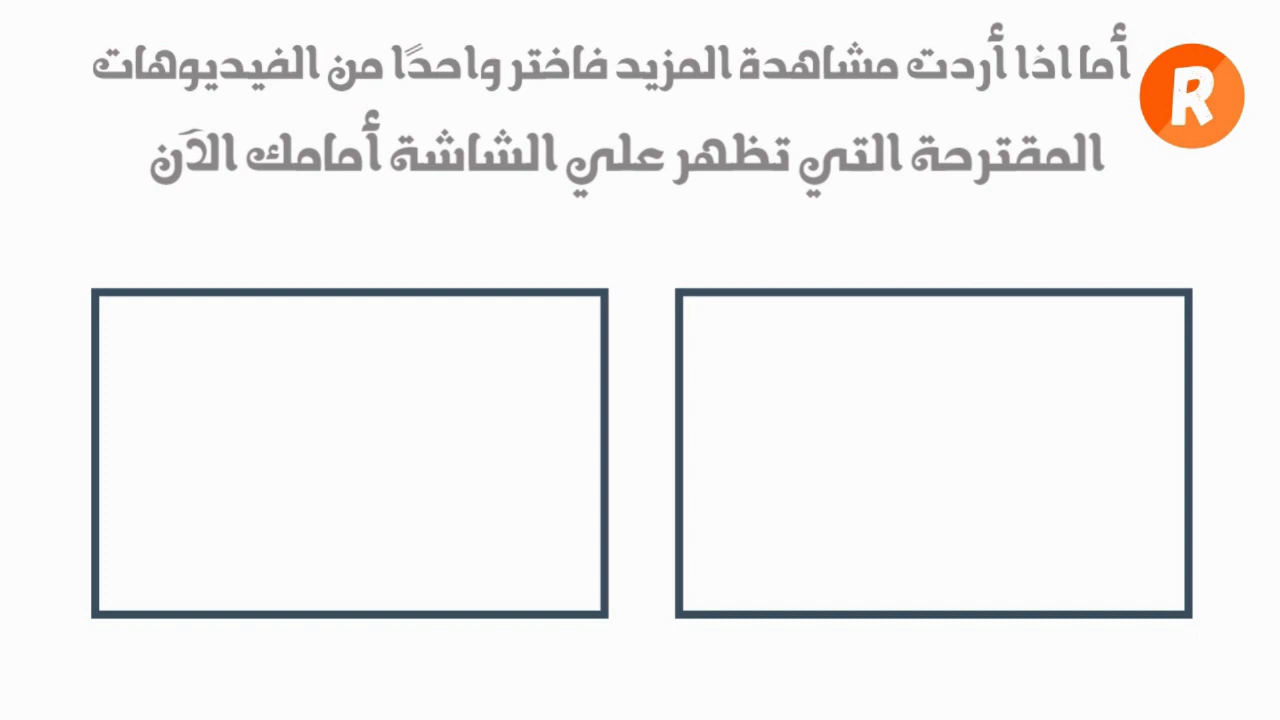 أما اذا أردت مشاهدة المزيد فاختر واحدًا من الفيديوهات
المقترحة التي تظهر علي الشاشة أمامك الآن
R